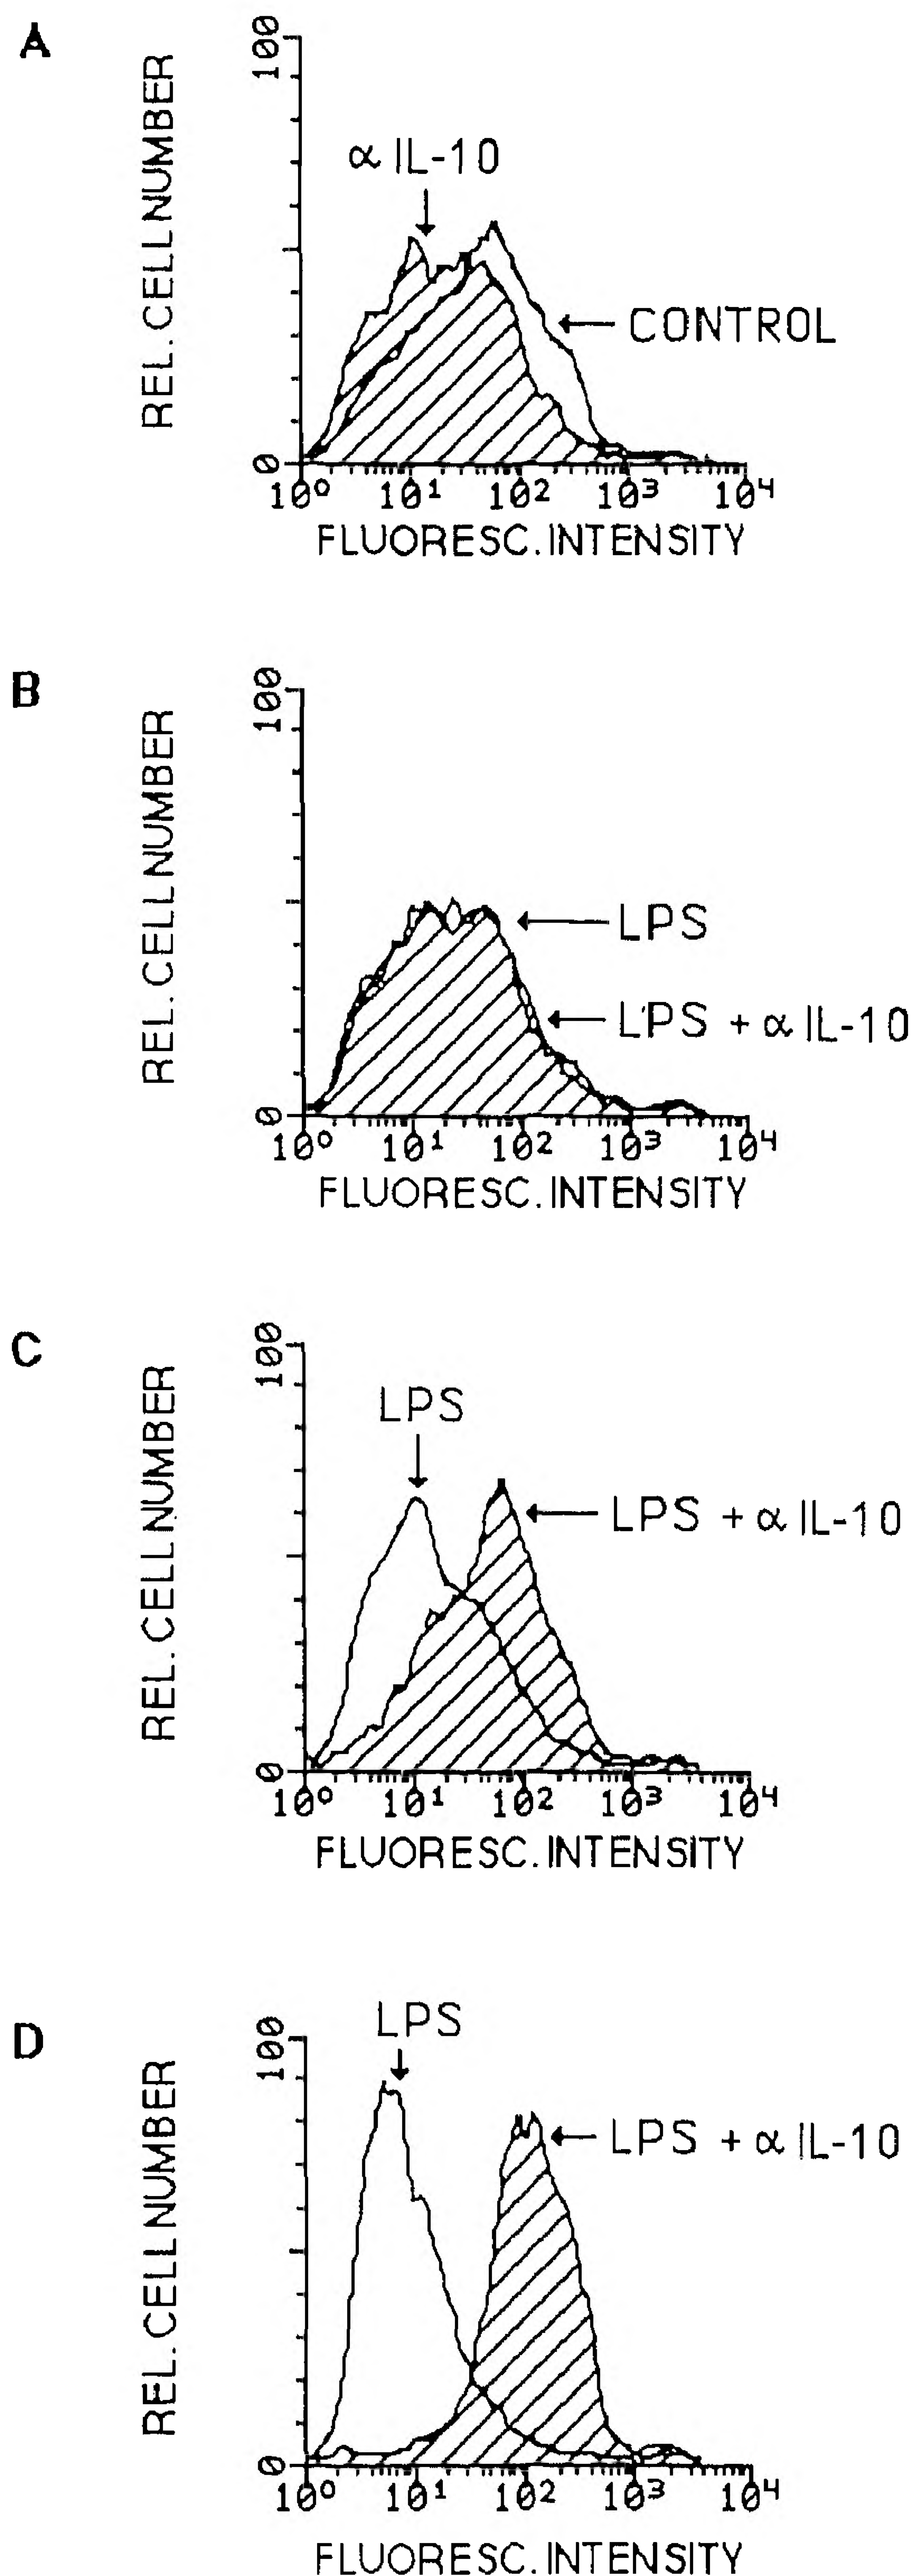 A
REL. CELL NUMBER
100
0
α IL-10
CONTROL
10⁰ 10¹ 10² 10³ 10⁴
FLUORESC. INTENSITY
B
REL. CELL NUMBER
100
0
LPS
LPS + α IL-10
10⁰ 10¹ 10² 10³ 10⁴
FLUORESC. INTENSITY
C
REL. CELL NUMBER
100
0
LPS
LPS + α IL-10
10⁰ 10¹ 10² 10³ 10⁴
FLUORESC. INTENSITY
D
REL. CELL NUMBER
100
0
LPS
LPS + α IL-10
10⁰ 10¹ 10² 10³ 10⁴
FLUORESC. INTENSITY